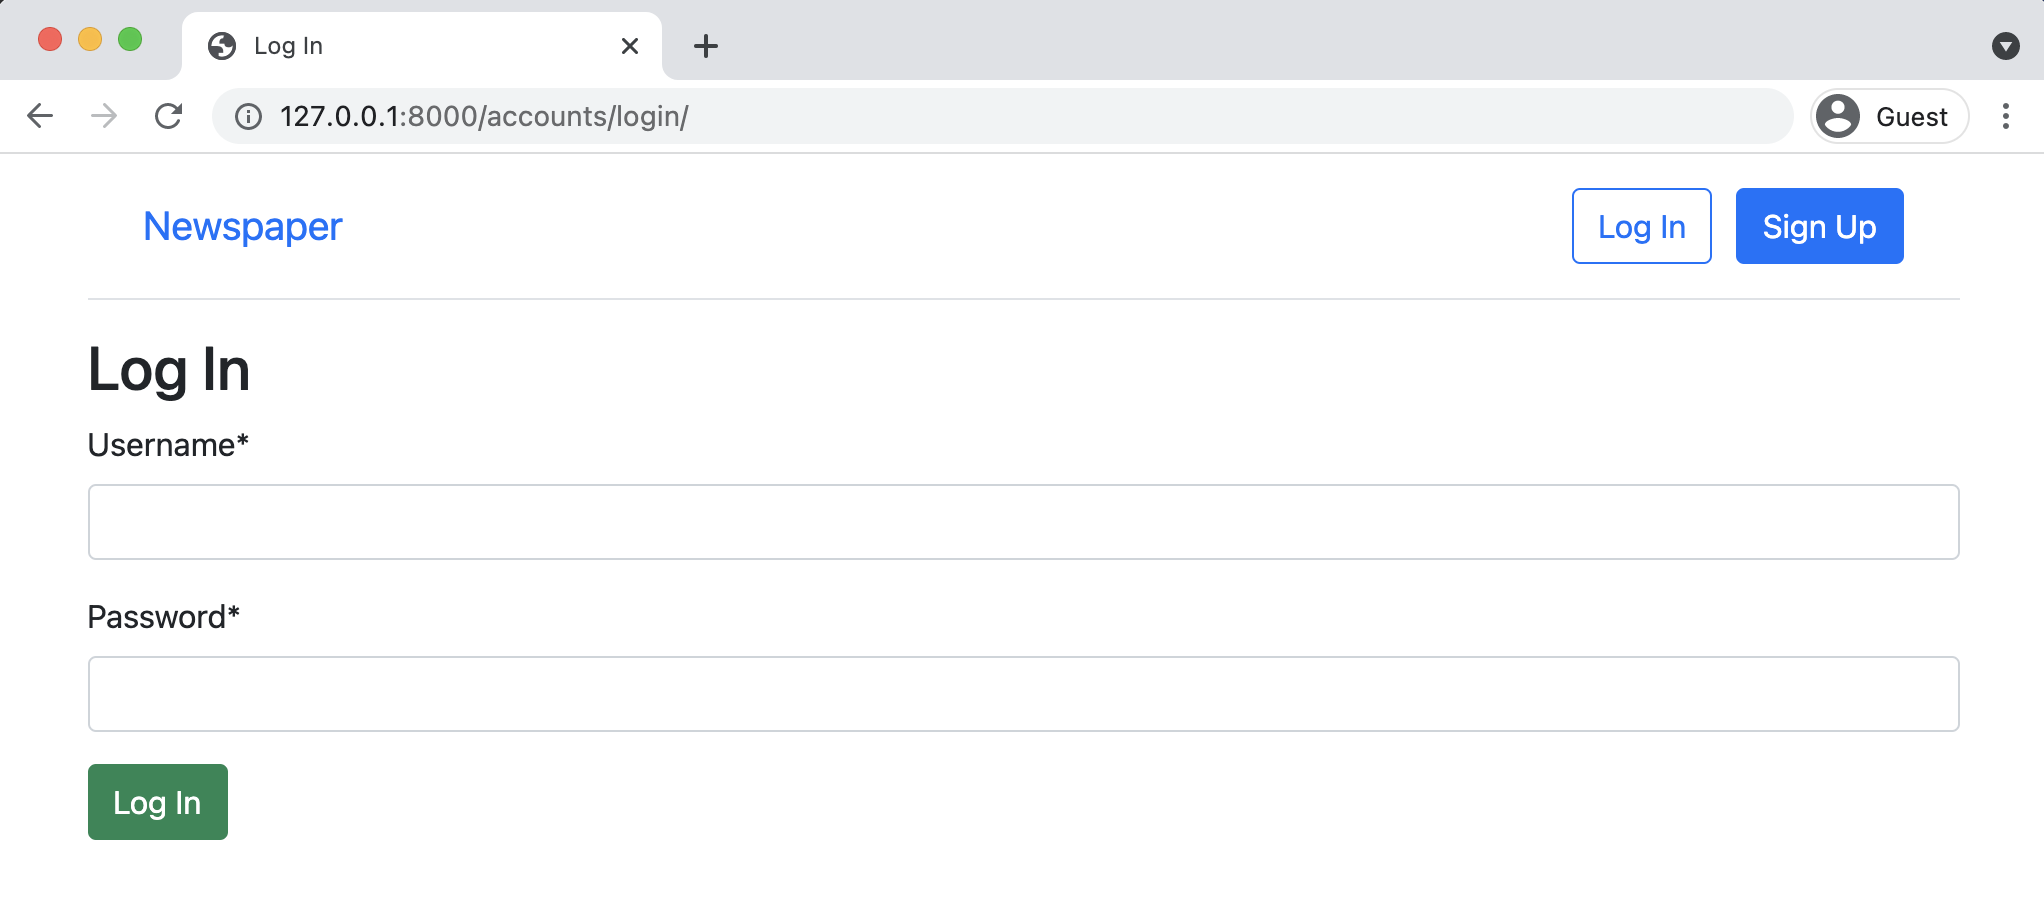 Log In
127.0.0.1:8000/accounts/login/
Guest
Newspaper
Log In
Sign Up
Log In
Username*
Password*
Log In